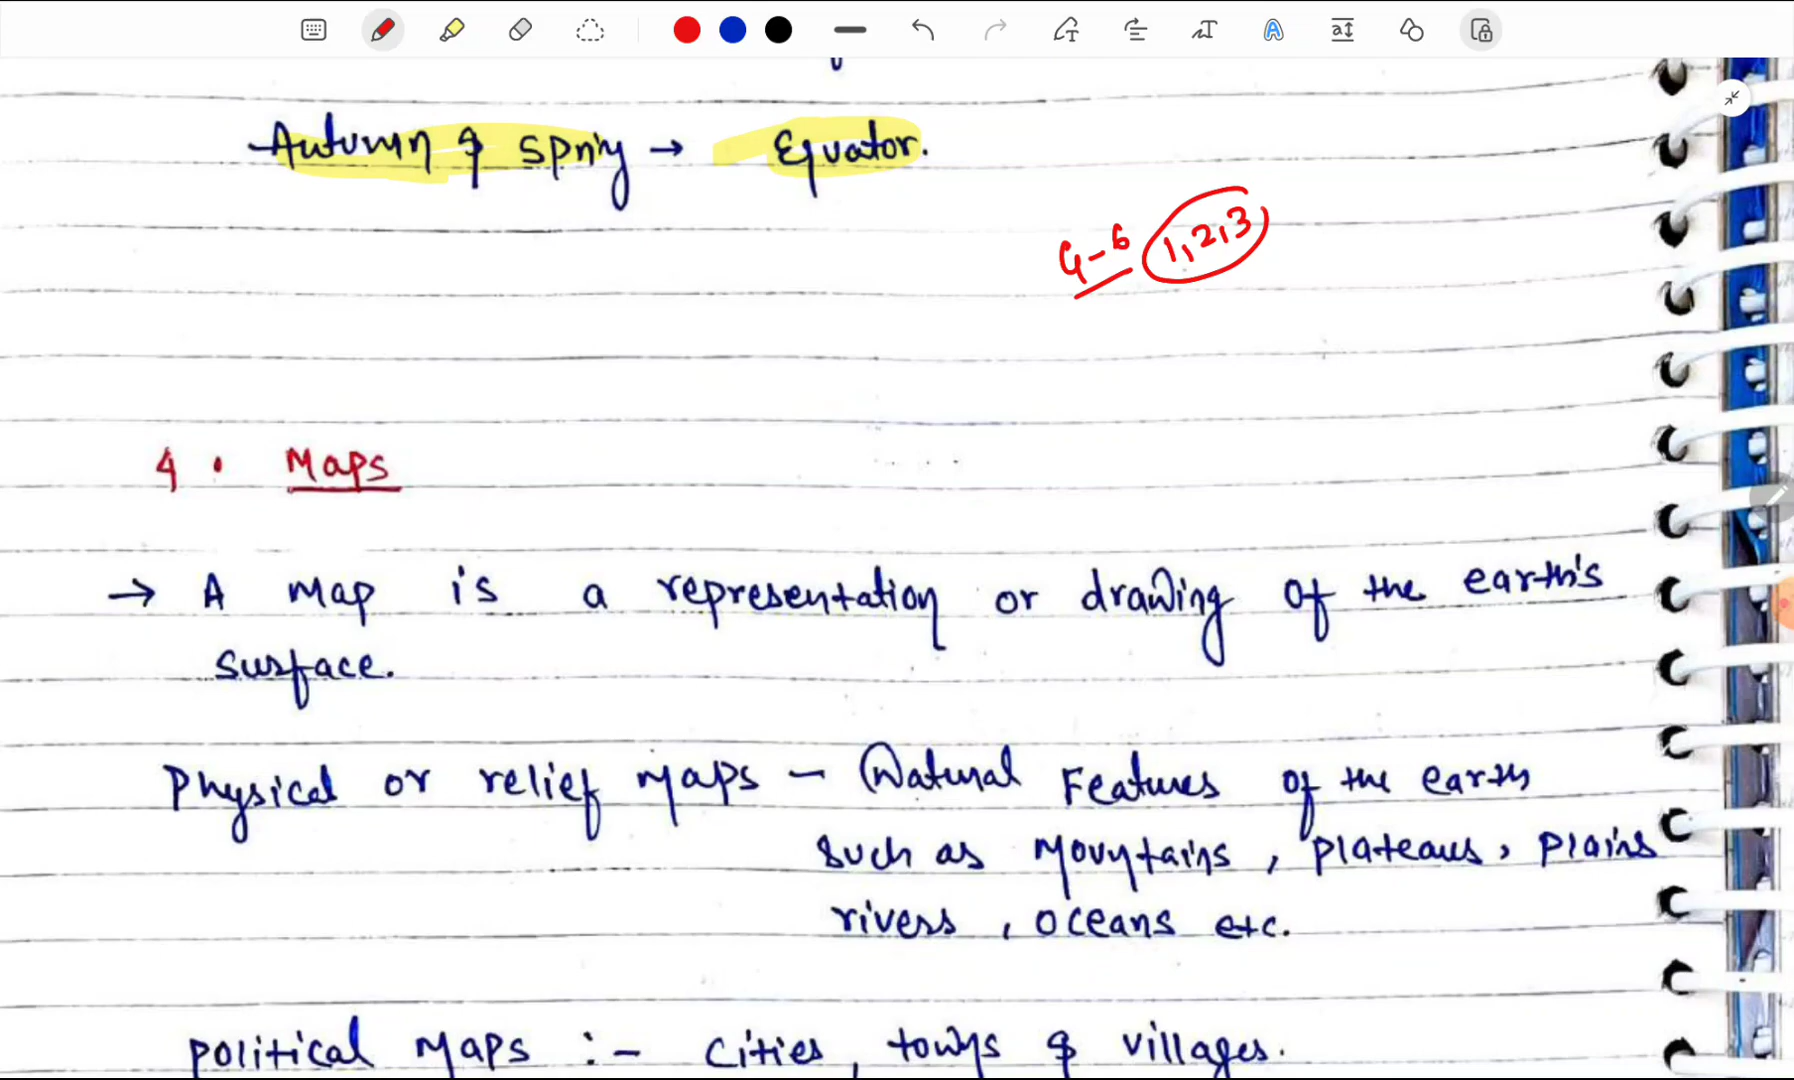 Autumn & spring → Equator.
G-6 1,2,3
4. Maps
→ A map is a representation or drawing of the earth's
surface.
Physical or relief maps – Natural Features of the earth
such as mountains, plateaus, plains
rivers, oceans etc.
political maps :- cities, towns & villages.